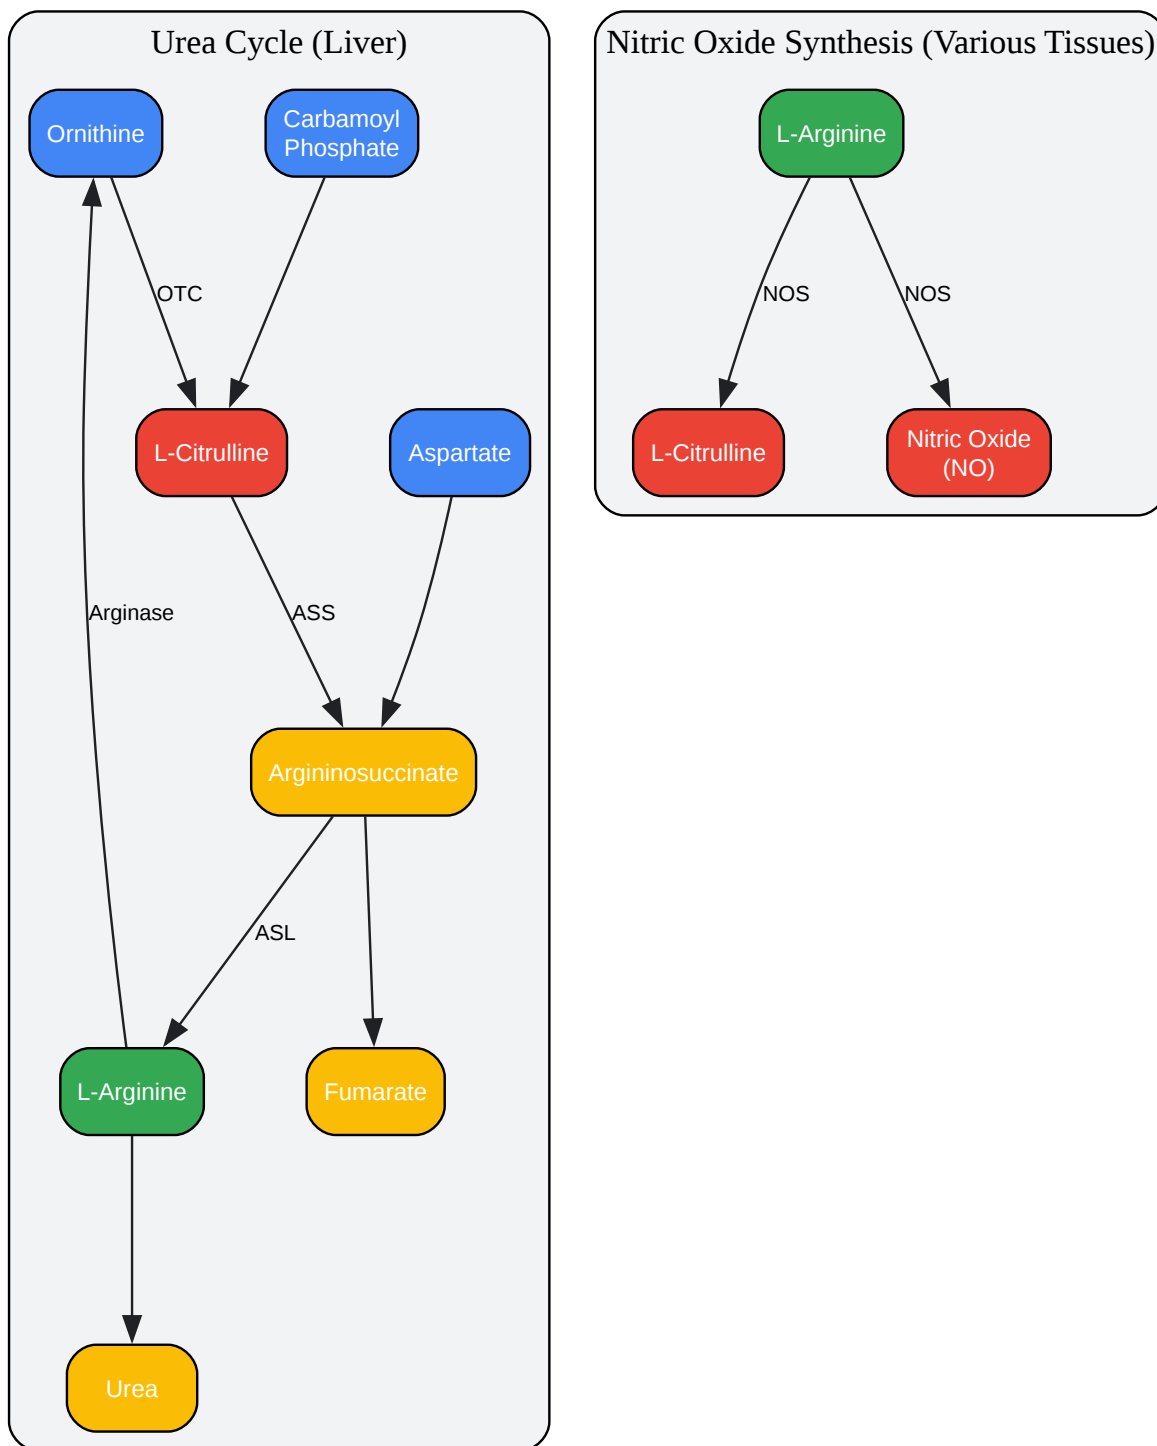 Urea Cycle (Liver)
Ornithine
Carbamoyl
Phosphate
OTC
L-Citrulline
Aspartate
Arginase
ASS
Argininosuccinate
ASL
L-Arginine
Fumarate
Urea
Nitric Oxide Synthesis (Various Tissues)
L-Arginine
NOS
NOS
L-Citrulline
Nitric Oxide
(NO)